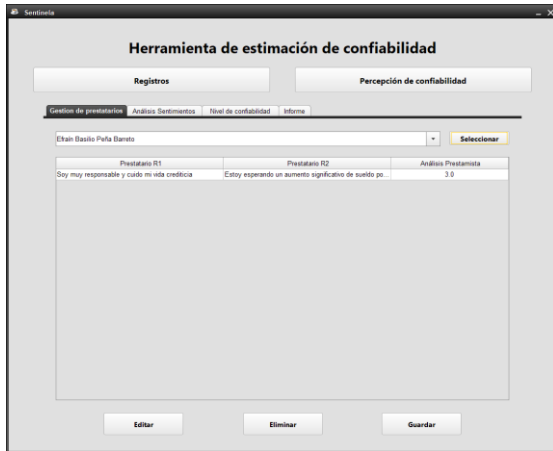 Sentinela
Herramienta de estimación de confiabilidad
Registros
Percepción de confiabilidad
Gestion de prestatarios
Análisis Sentimientos
Nivel de confiabilidad
Informe
Efraín Basilio Peña Barreto
Seleccionar
Prestatario R1
Prestatario R2
Análisis Prestamista
Soy muy responsable y cuido mi vida crediticia
Estoy esperando un aumento significativo de sueldo po...
3.0
Editar
Eliminar
Guardar